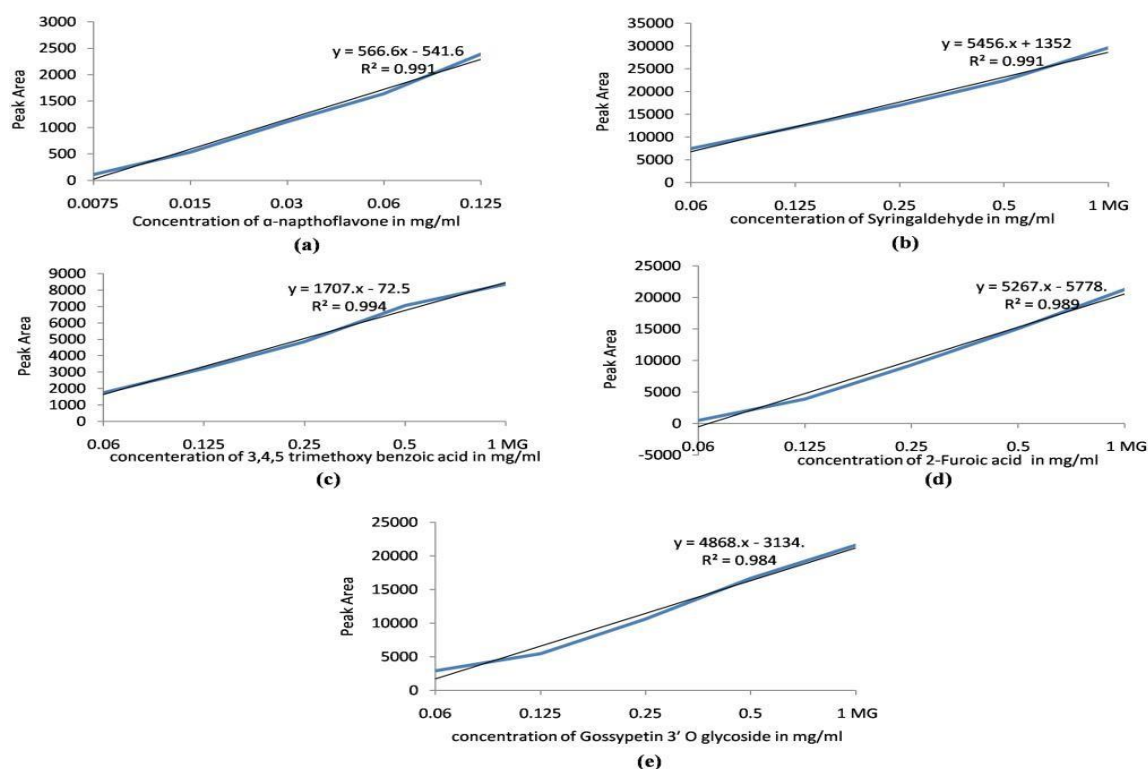 3000
2500
2000
1500
1000
500
0
Peak Area
y = 566.6x - 541.6
R² = 0.991
0.0075 0.015 0.03 0.06 0.125
Concentration of α-napthoflavone in mg/ml
(a)
35000
30000
25000
20000
15000
10000
5000
0
Peak Area
y = 5456.x + 1352
R² = 0.991
0.06 0.125 0.25 0.5 1 MG
concenteration of Syringaldehyde in mg/ml
(b)
9000
8000
7000
6000
5000
4000
3000
2000
1000
0
Peak Area
y = 1707.x - 72.5
R² = 0.994
0.06 0.125 0.25 0.5 1 MG
concenteration of 3,4,5 trimethoxy benzoic acid in mg/ml
(c)
25000
20000
15000
10000
5000
0
-5000
Peak Area
y = 5267.x - 5778.
R² = 0.989
0.06 0.125 0.25 0.5 1 MG
concentration of 2-Furoic acid in mg/ml
(d)
25000
20000
15000
10000
5000
0
Peak Area
y = 4868.x - 3134.
R² = 0.984
0.06 0.125 0.25 0.5 1 MG
concentration of Gossypetin 3′ O glycoside in mg/ml
(e)